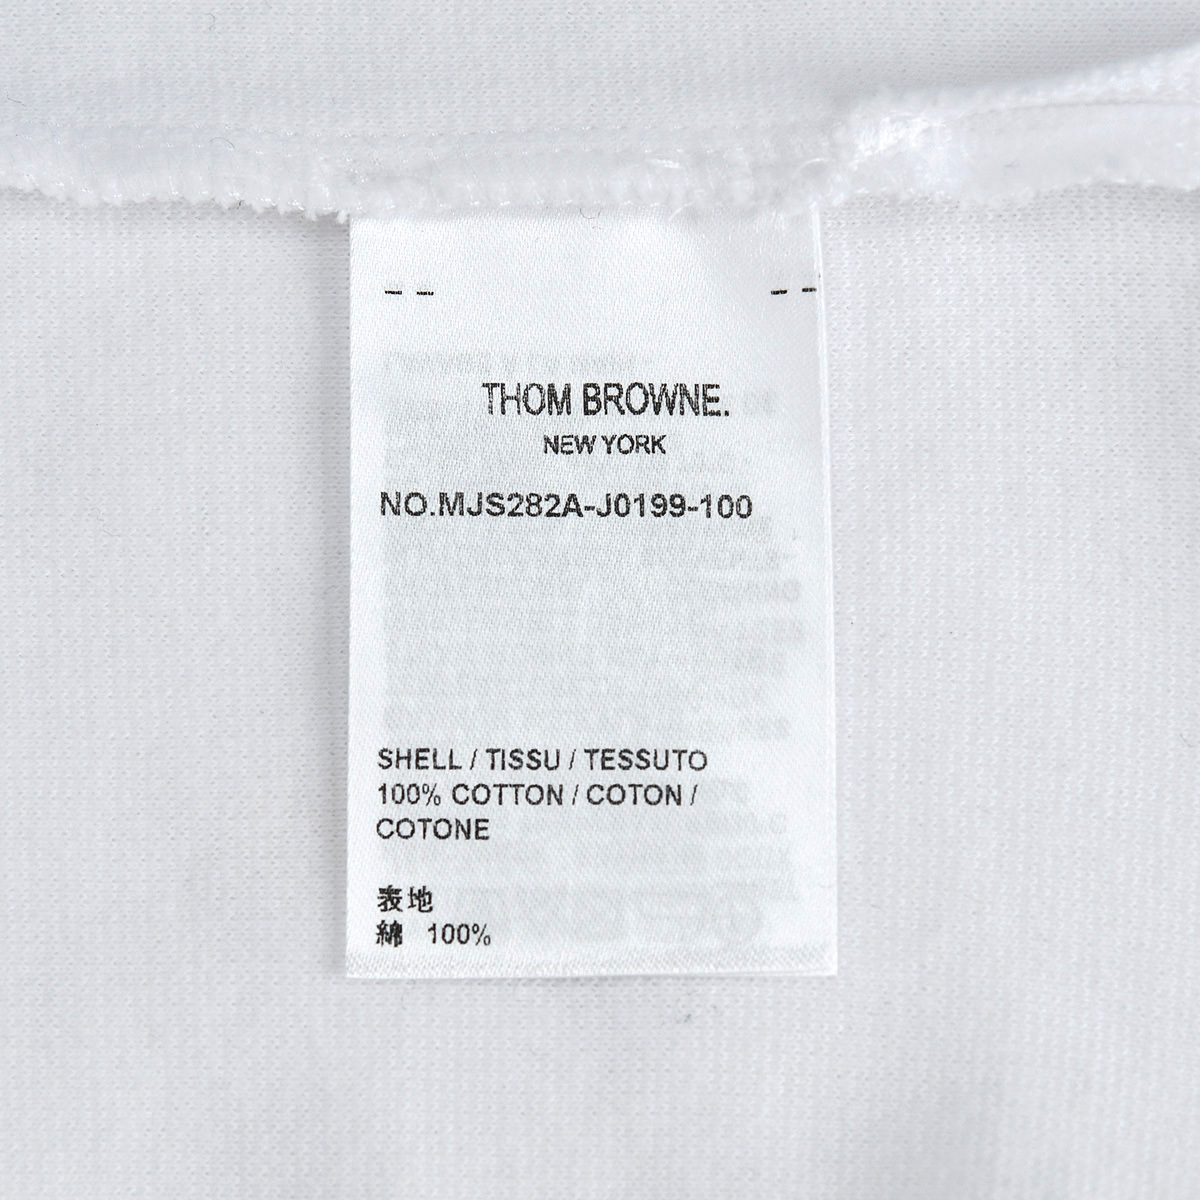 THOM BROWNE.
NEW YORK
NO.MJS282A-J0199-100
SHELL / TISSU / TESSUTO
100% COTTON / COTON /
COTONE
表地
綿 100%